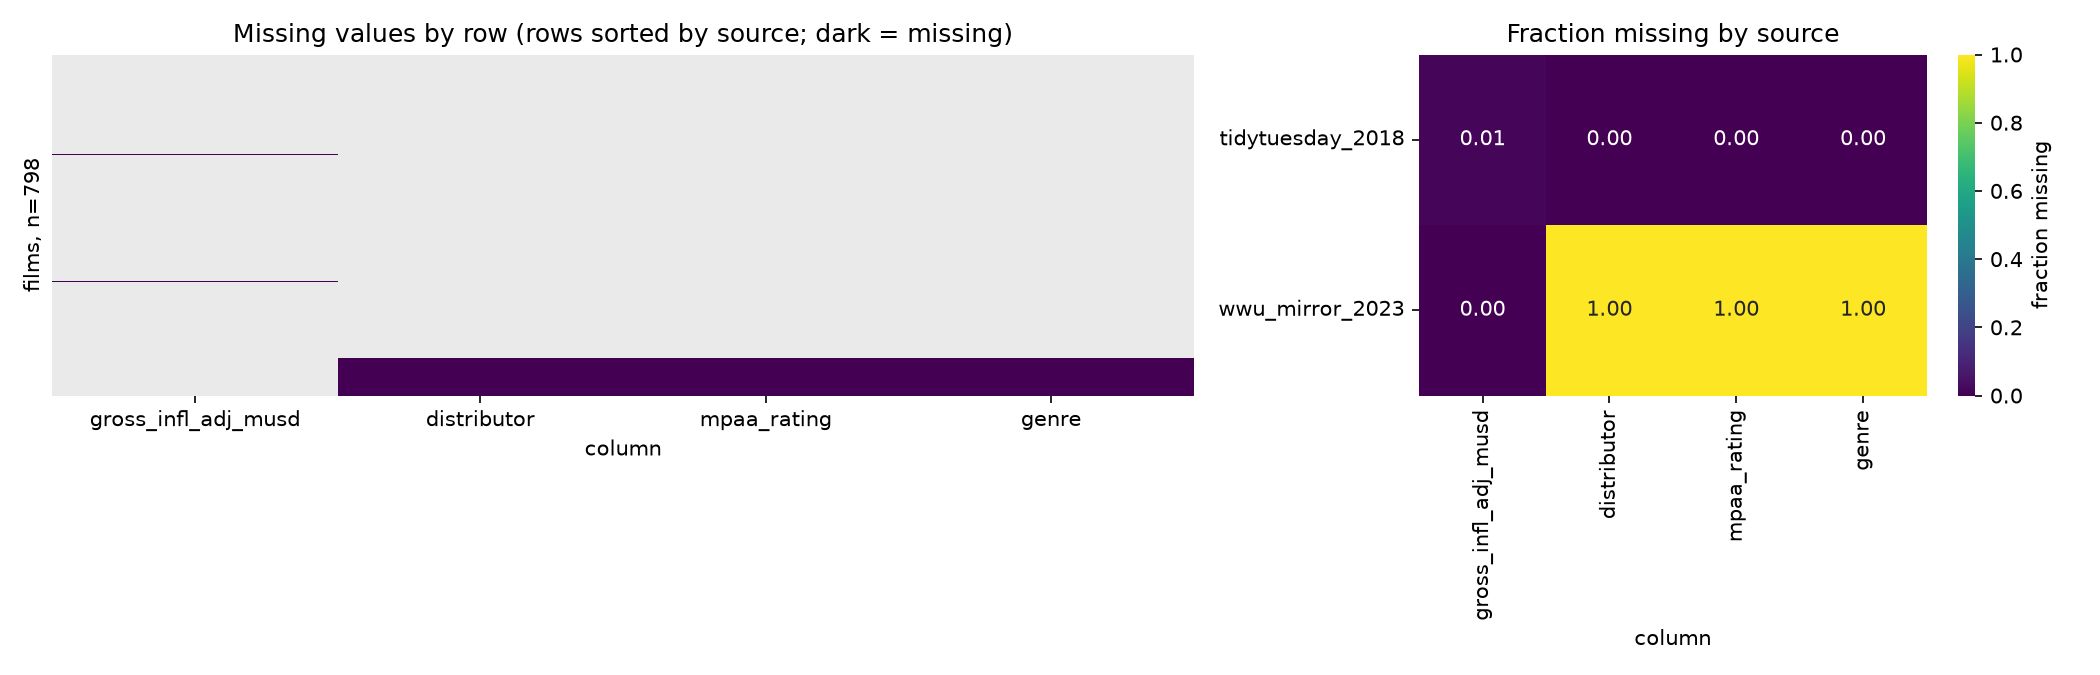 Missing values by row (rows sorted by source; dark = missing)
films, n=798
gross_infl_adj_musd
distributor
mpaa_rating
genre
column
Fraction missing by source
tidytuesday_2018
0.01
0.00
0.00
0.00
wwu_mirror_2023
0.00
1.00
1.00
1.00
gross_infl_adj_musd
distributor
mpaa_rating
genre
column
1.0
0.8
0.6
0.4
0.2
0.0
fraction missing